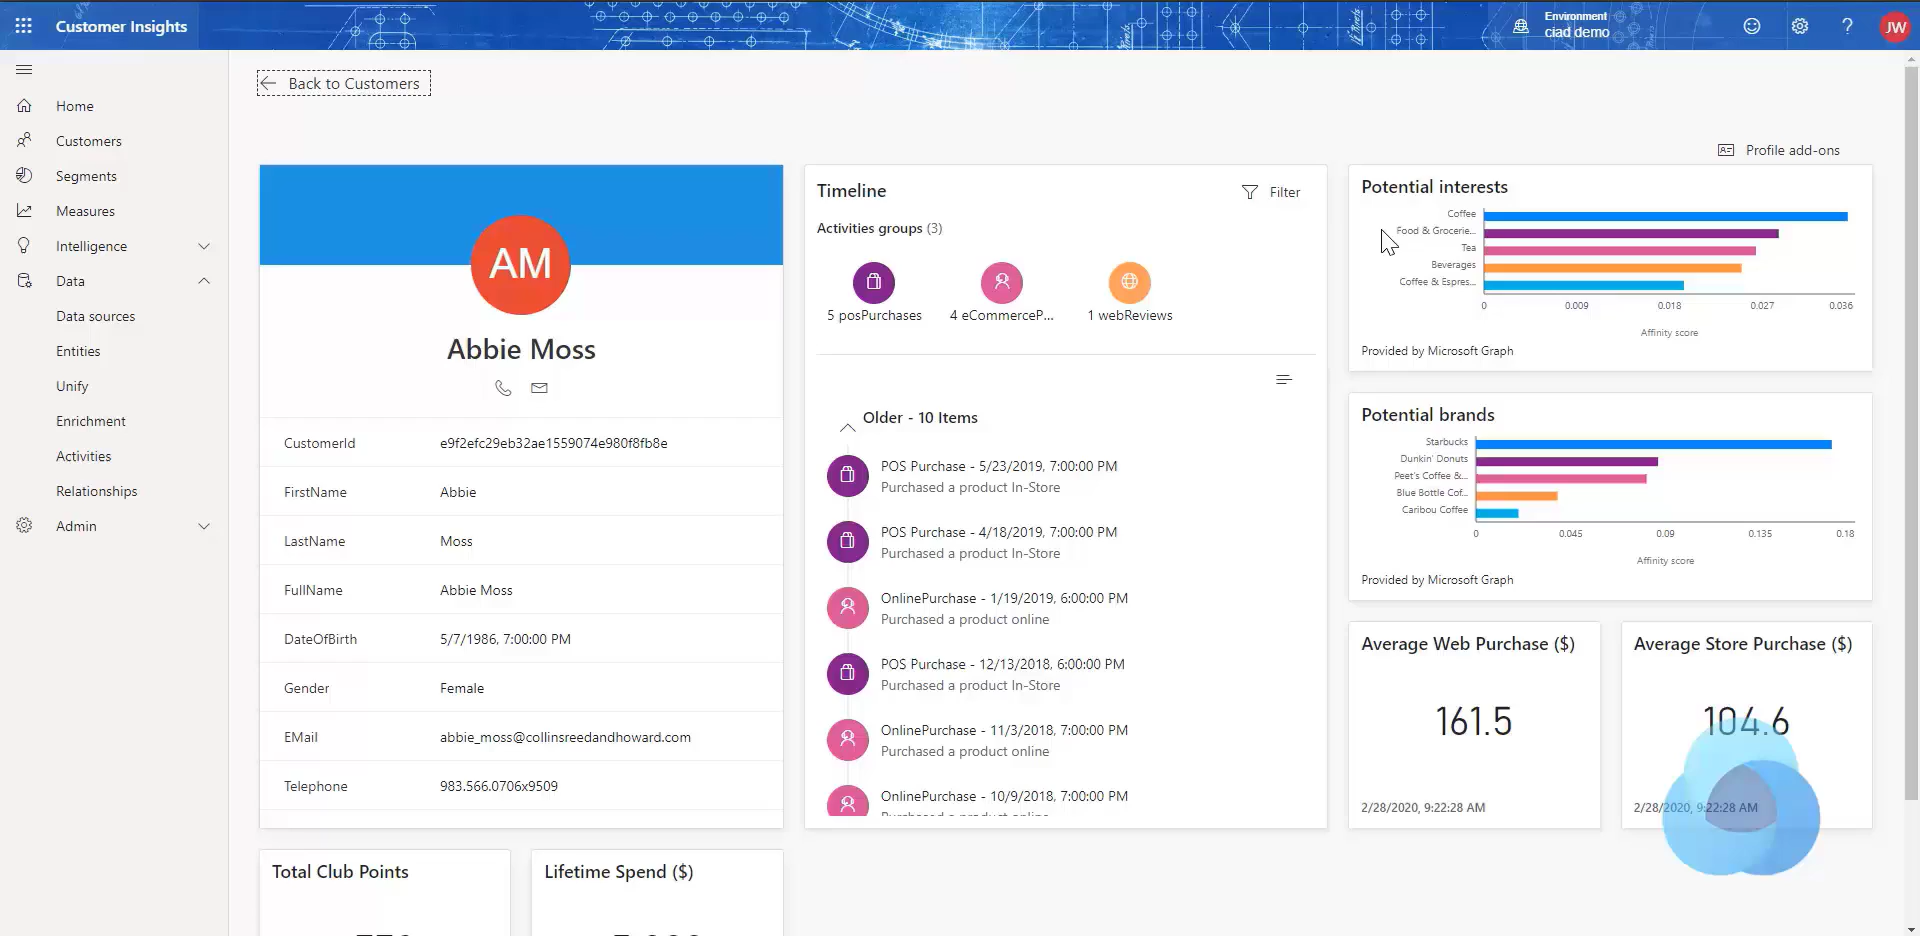 Customer Insights
Environment
ciad demo
JW
Back to Customers
Home
Customers
Segments
Measures
Intelligence
Data
Data sources
Entities
Unify
Enrichment
Activities
Relationships
Admin
Profile add-ons
AM
Abbie Moss
CustomerId e9f2efc29eb32ae1559074e980f8fb8e
FirstName Abbie
LastName Moss
FullName Abbie Moss
DateOfBirth 5/7/1986, 7:00:00 PM
Gender Female
EMail abbie_moss@collinsreedandhoward.com
Telephone 983.566.0706x9509
Timeline
Filter
Activities groups (3)
5 posPurchases
4 eCommerceP...
1 webReviews
Older - 10 Items
POS Purchase - 5/23/2019, 7:00:00 PM
Purchased a product In-Store
POS Purchase - 4/18/2019, 7:00:00 PM
Purchased a product In-Store
OnlinePurchase - 1/19/2019, 6:00:00 PM
Purchased a product online
POS Purchase - 12/13/2018, 6:00:00 PM
Purchased a product In-Store
OnlinePurchase - 11/3/2018, 7:00:00 PM
Purchased a product online
OnlinePurchase - 10/9/2018, 7:00:00 PM
Potential interests
Coffee
Food & Grocerie...
Tea
Beverages
Coffee & Espres...
0 0.009 0.018 0.027 0.036
Affinity score
Provided by Microsoft Graph
Potential brands
Starbucks
Dunkin' Donuts
Peet's Coffee &...
Blue Bottle Cof...
Caribou Coffee
0 0.045 0.09 0.135 0.18
Affinity score
Provided by Microsoft Graph
Average Web Purchase ($)
161.5
2/28/2020, 9:22:28 AM
Average Store Purchase ($)
104.6
2/28/2020, 9:22:28 AM
Total Club Points
Lifetime Spend ($)